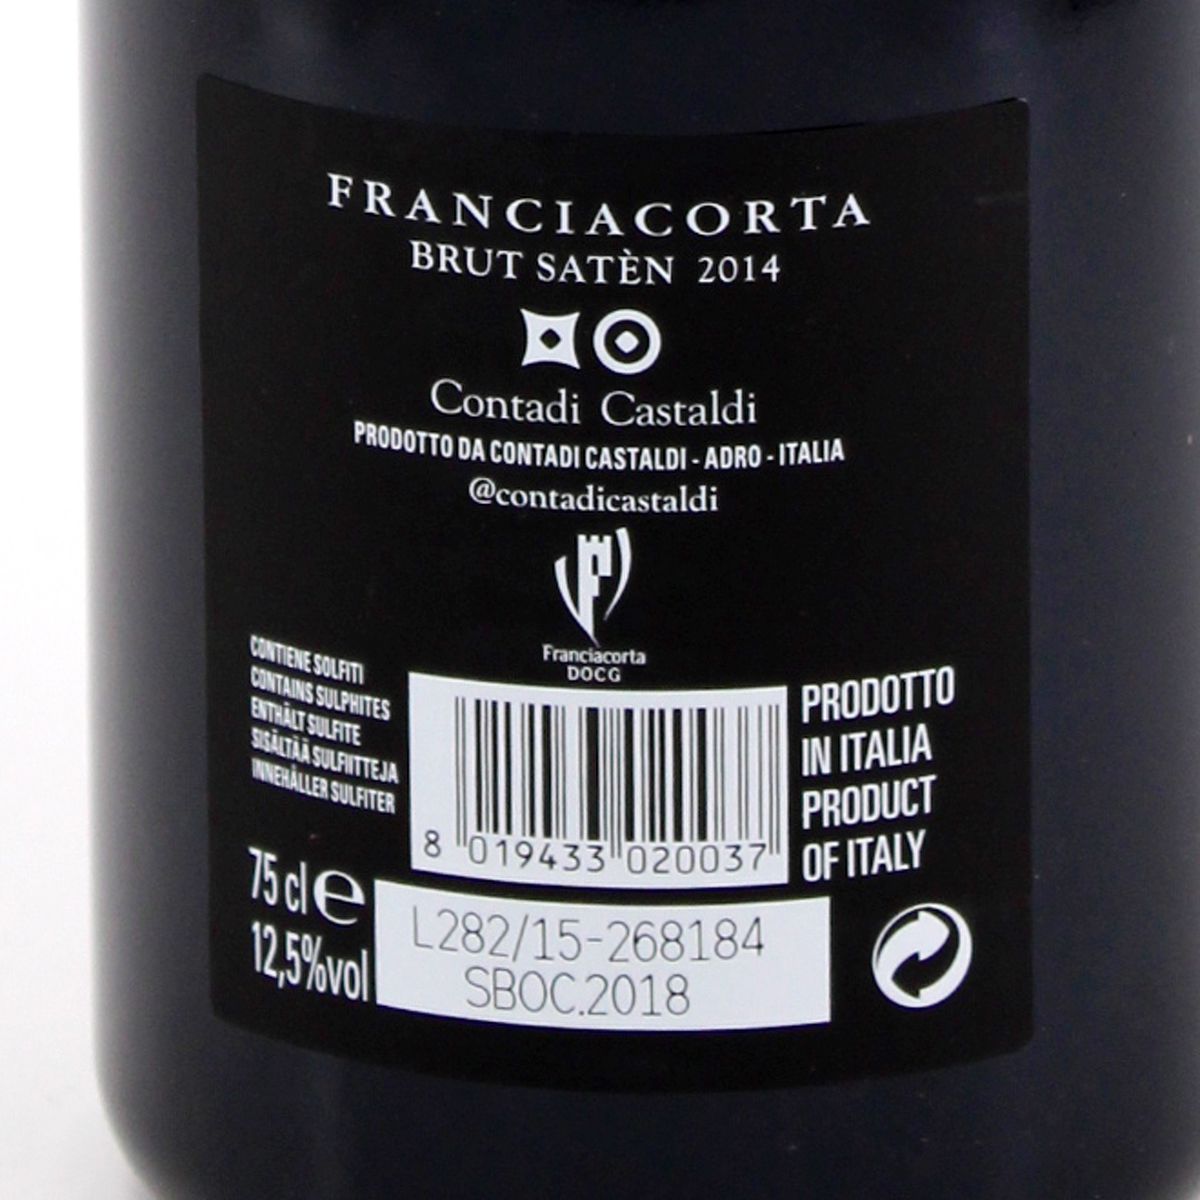 FRANCIACORTA
BRUT SATÈN 2014
Contadi Castaldi
PRODOTTO DA CONTADI CASTALDI - ADRO - ITALIA
@contadicastaldi
F
Franciacorta
DOCG
CONTIENE SOLFITI
CONTAINS SULPHITES
ENTHÄLT SULFITE
SISÄLTÄÄ SULFIITTEJA
INNEHÅLLER SULFITER
8 019433 020037
PRODOTTO
IN ITALIA
PRODUCT
OF ITALY
75 cl e
12,5%vol
L282/15-268184
SBOC.2018